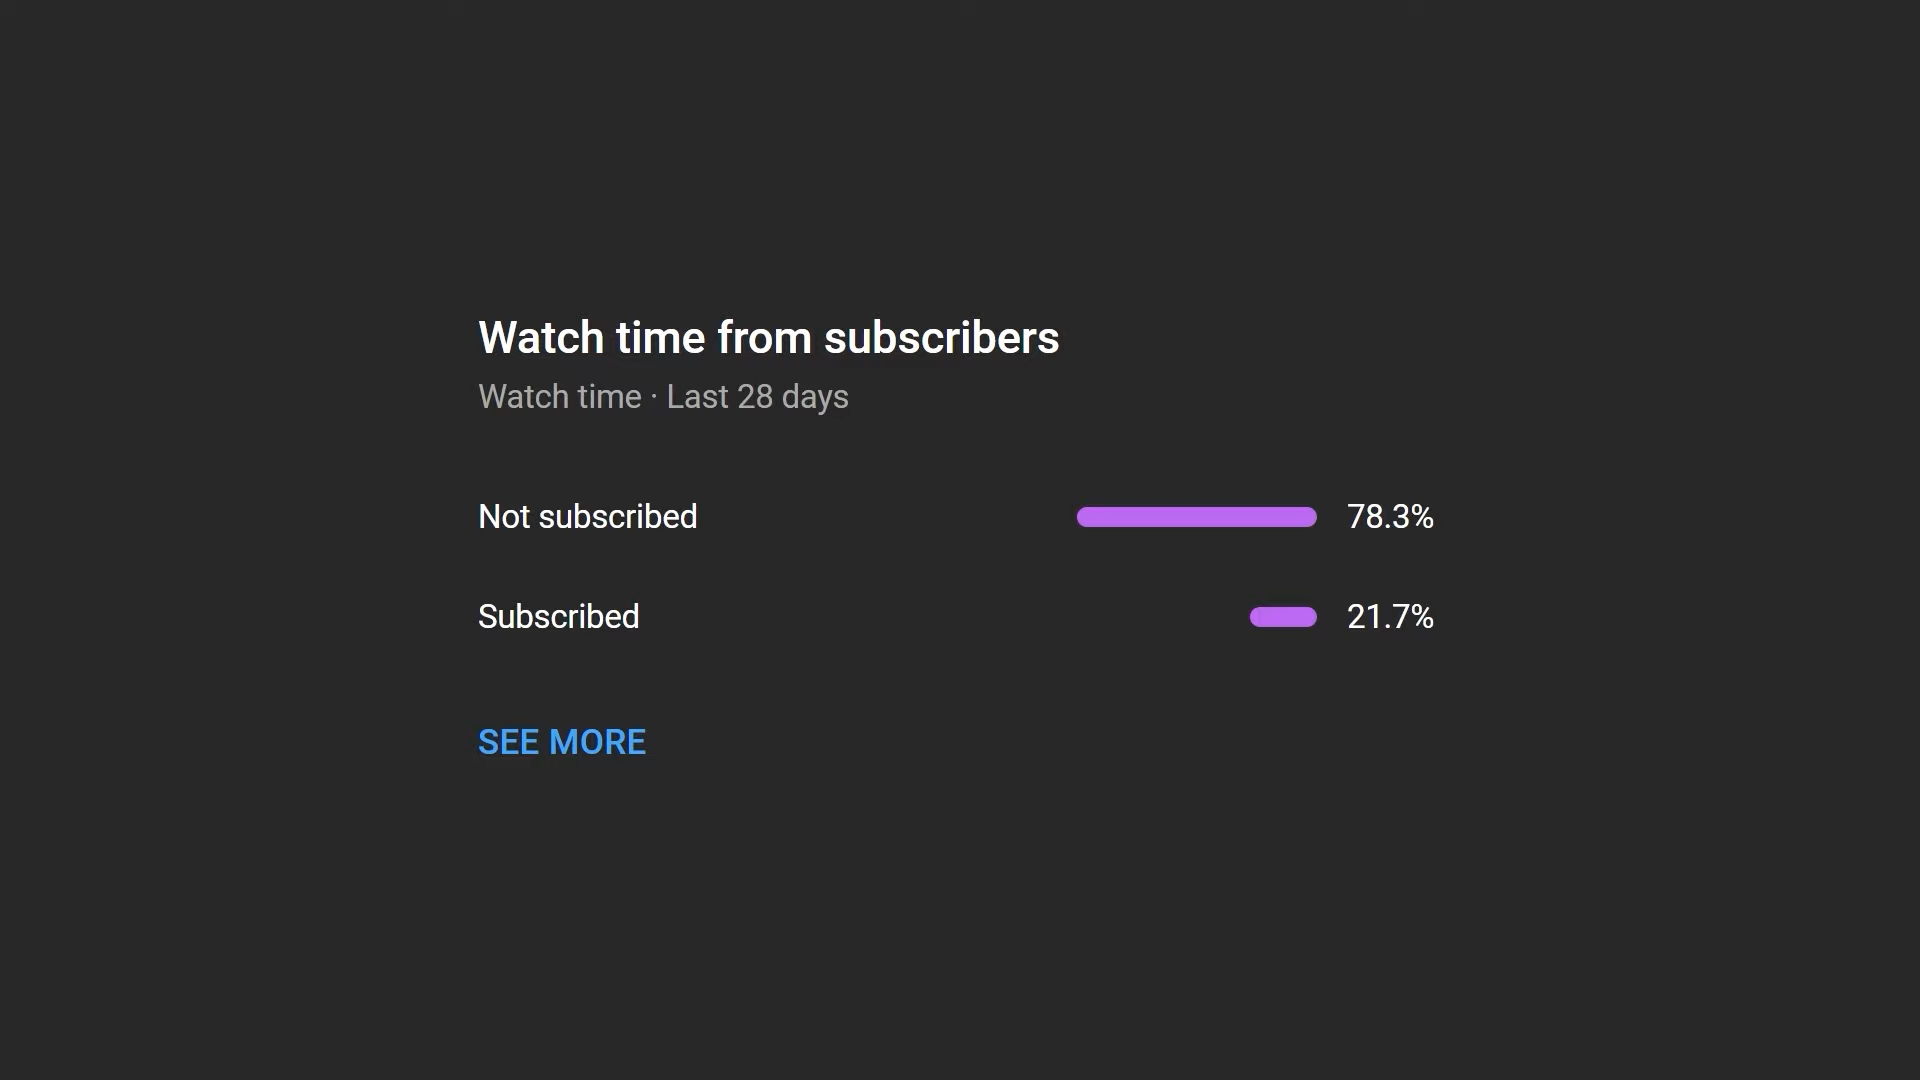 Watch time from subscribers
Watch time · Last 28 days
Not subscribed 78.3%
Subscribed 21.7%
SEE MORE